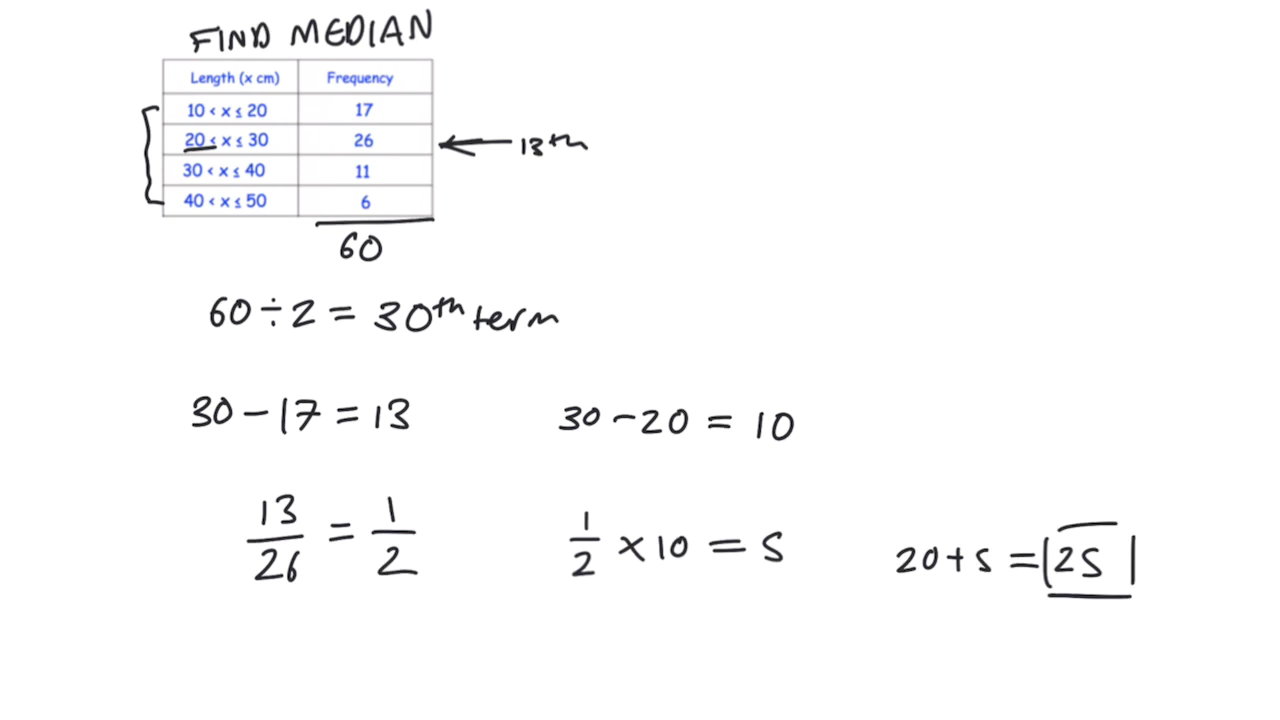 FIND MEDIAN
Length (x cm) Frequency
10 < x ≤ 20 17
20 < x ≤ 30 26 13th
30 < x ≤ 40 11
40 < x ≤ 50 6
60
60 ÷ 2 = 30th term
30 - 17 = 13 30 - 20 = 10
13/26 = 1/2 1/2 × 10 = 5 20 + 5 = 25